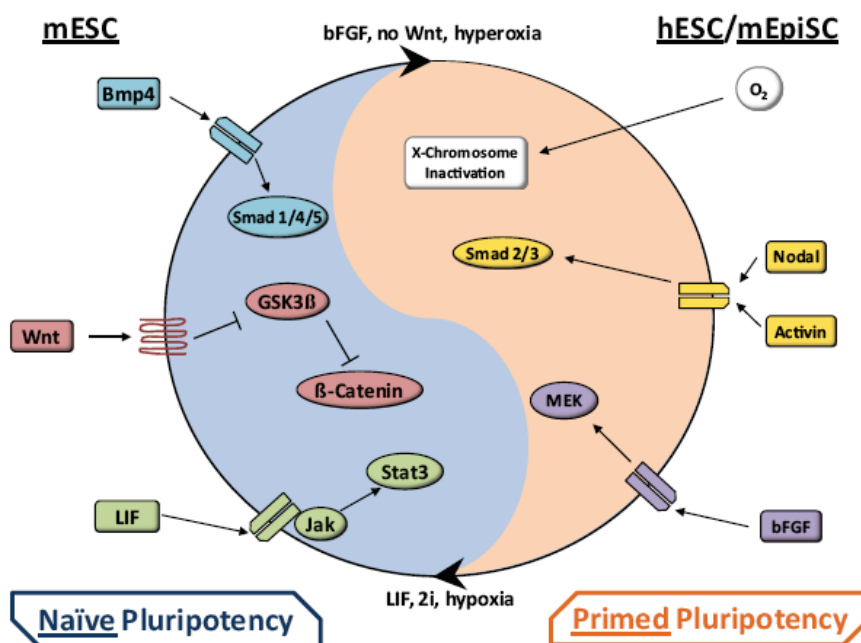 mESC
bFGF, no Wnt, hyperoxia
hESC/mEpiSC
Bmp4
O₂
X-Chromosome
Inactivation
Smad 1/4/5
Smad 2/3
Nodal
GSK3ß
Wnt
Activin
ß-Catenin
MEK
Stat3
LIF
Jak
bFGF
LIF, 2i, hypoxia
Naïve Pluripotency
Primed Pluripotency